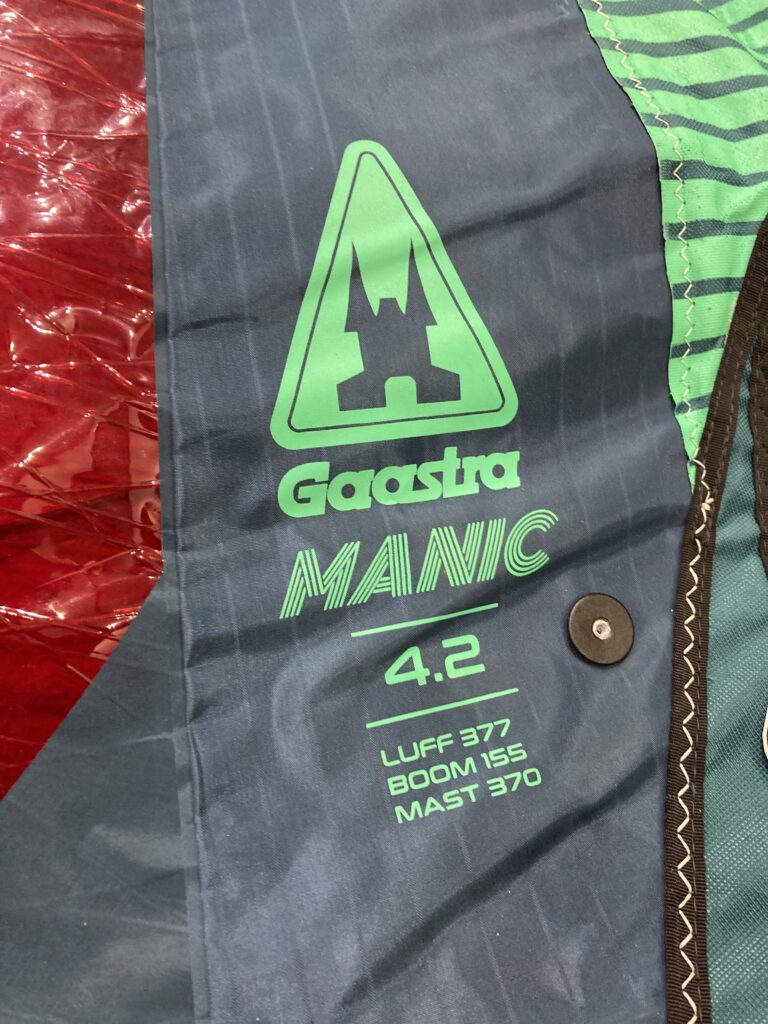 Gaastra
MANIC
4.2
LUFF 377
BOOM 155
MAST 370